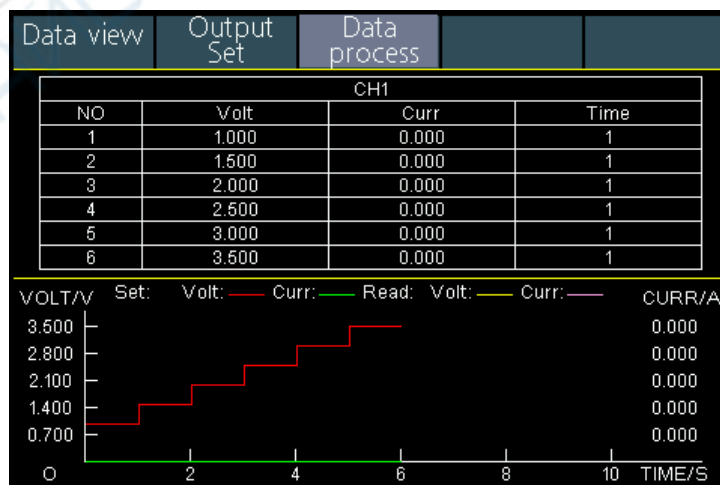 Data view Output Set Data process
CH1
NO Volt Curr Time
1 1.000 0.000 1
2 1.500 0.000 1
3 2.000 0.000 1
4 2.500 0.000 1
5 3.000 0.000 1
6 3.500 0.000 1
VOLT/V Set: Volt: Curr: Read: Volt: Curr: CURR/A
3.500 0.000
2.800 0.000
2.100 0.000
1.400 0.000
0.700 0.000
O 2 4 6 8 10 TIME/S